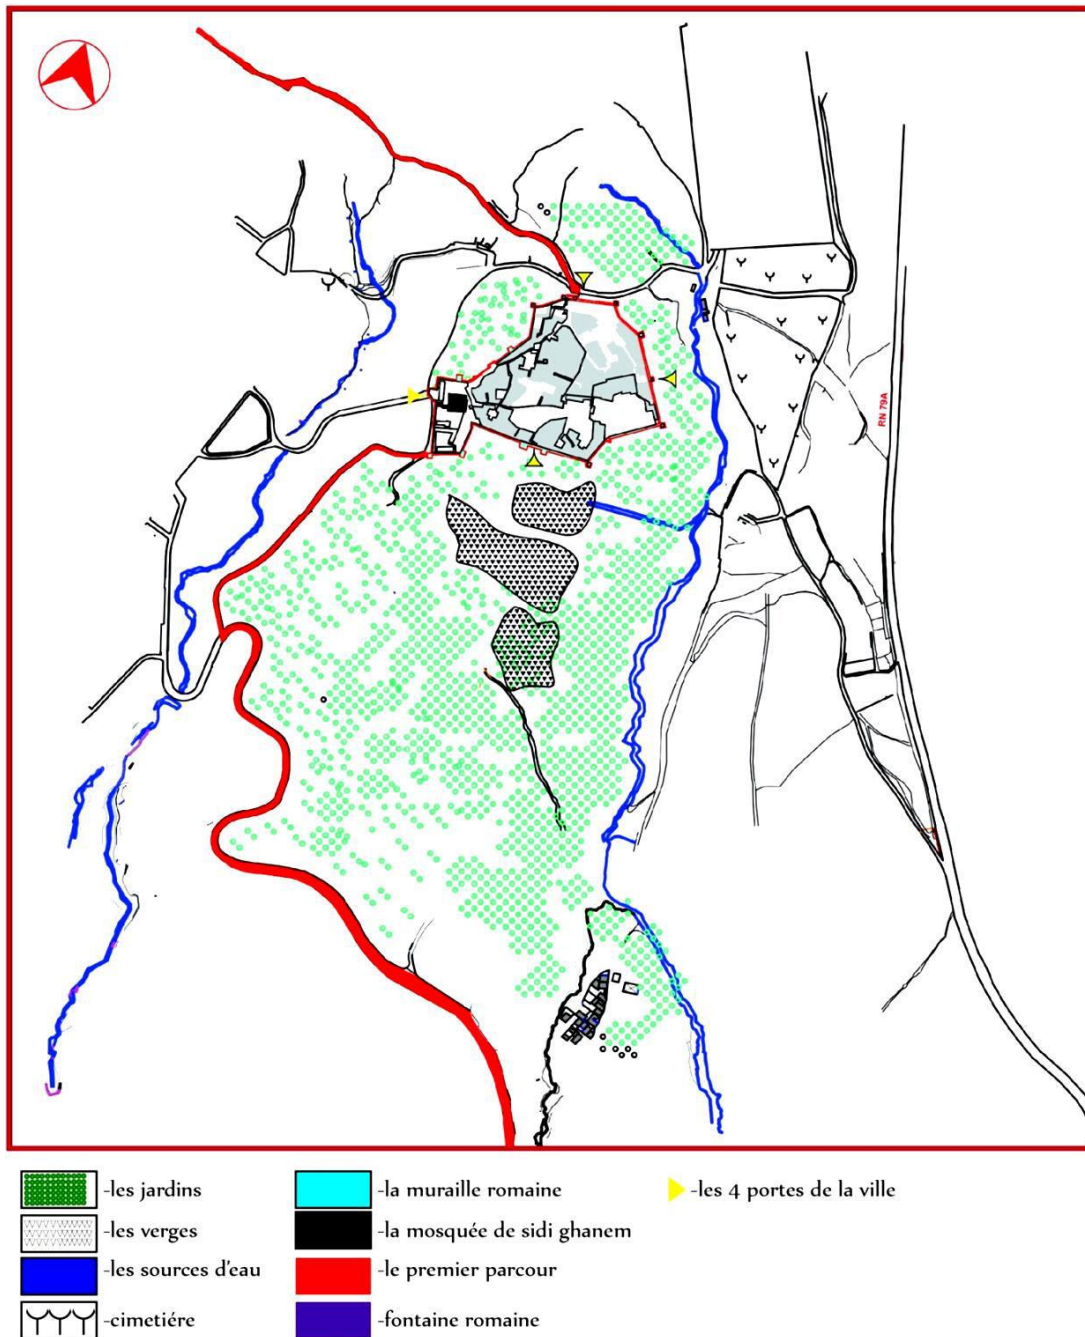 RN 79A
-les jardins
-les verges
-les sources d'eau
-cimetiére
-la muraille romaine
-la mosquée de sidi ghanem
-le premier parcour
-fontaine romaine
-les 4 portes de la ville